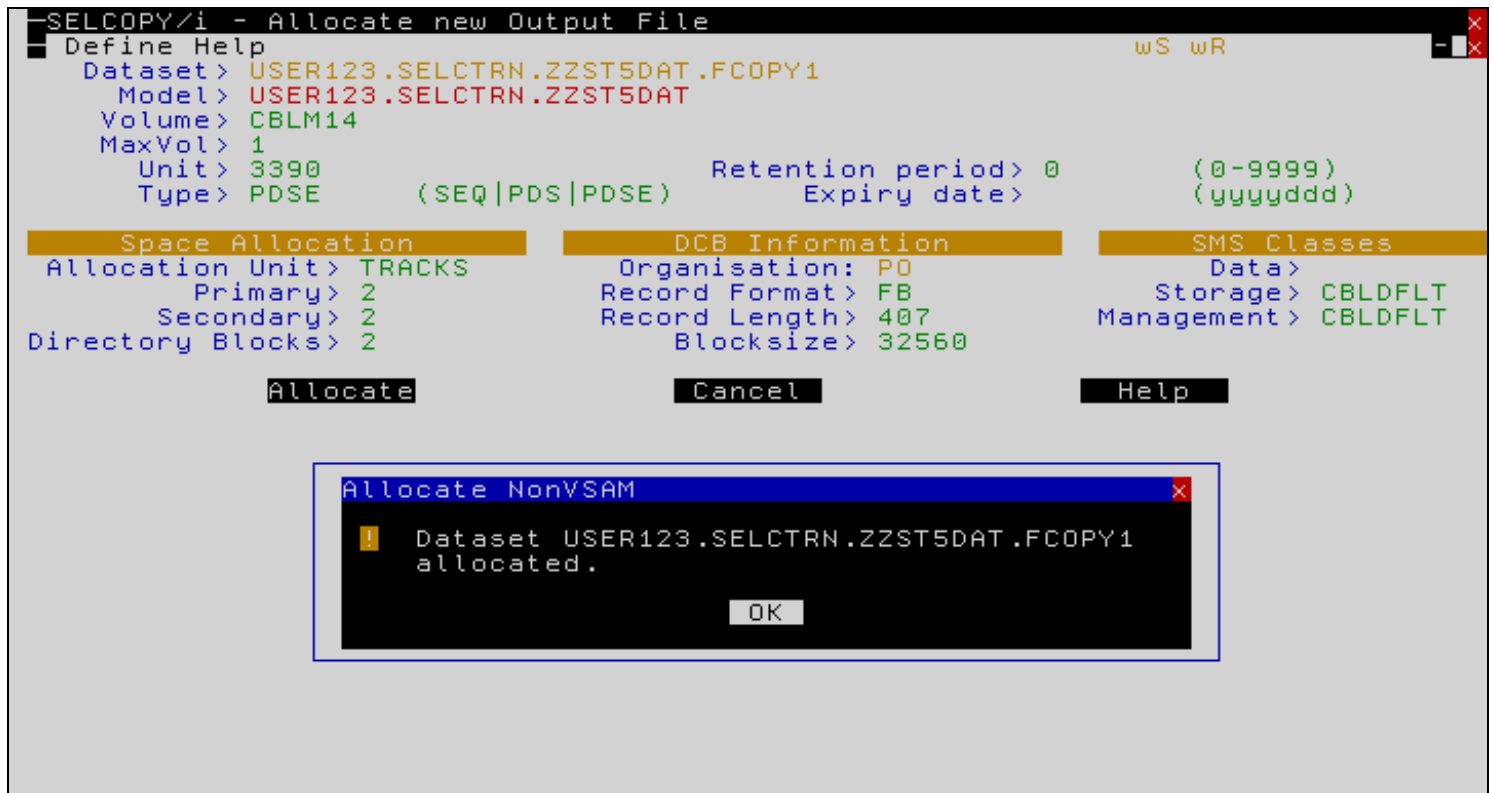 SELCOPY/i - Allocate new Output File ×
Define Help wS wR - ×
Dataset> USER123.SELCTRN.ZZST5DAT.FCOPY1
Model> USER123.SELCTRN.ZZST5DAT
Volume> CBLM14
MaxVol> 1
Unit> 3390 Retention period> 0 (0-9999)
Type> PDSE (SEQ|PDS|PDSE) Expiry date> (yyyyddd)
Space Allocation DCB Information SMS Classes
Allocation Unit> TRACKS Organisation: PO Data>
Primary> 2 Record Format> FB Storage> CBLDFLT
Secondary> 2 Record Length> 407 Management> CBLDFLT
Directory Blocks> 2 Blocksize> 32560
Allocate Cancel Help
Allocate NonVSAM ×
! Dataset USER123.SELCTRN.ZZST5DAT.FCOPY1
allocated.
OK